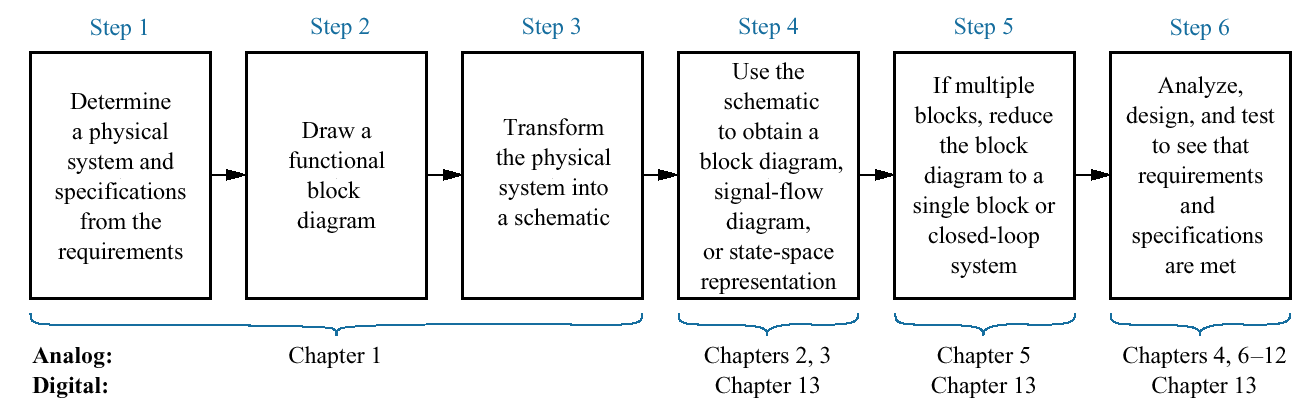 Step 1
Determine
a physical
system and
specifications
from the
requirements
Step 2
Draw a
functional
block
diagram
Step 3
Transform
the physical
system into
a schematic
Step 4
Use the
schematic
to obtain a
block diagram,
signal-flow
diagram,
or state-space
representation
Step 5
If multiple
blocks, reduce
the block
diagram to a
single block or
closed-loop
system
Step 6
Analyze,
design, and test
to see that
requirements
and
specifications
are met
Analog: Chapter 1 Chapters 2, 3 Chapter 5 Chapters 4, 6–12
Digital: Chapter 13 Chapter 13 Chapter 13